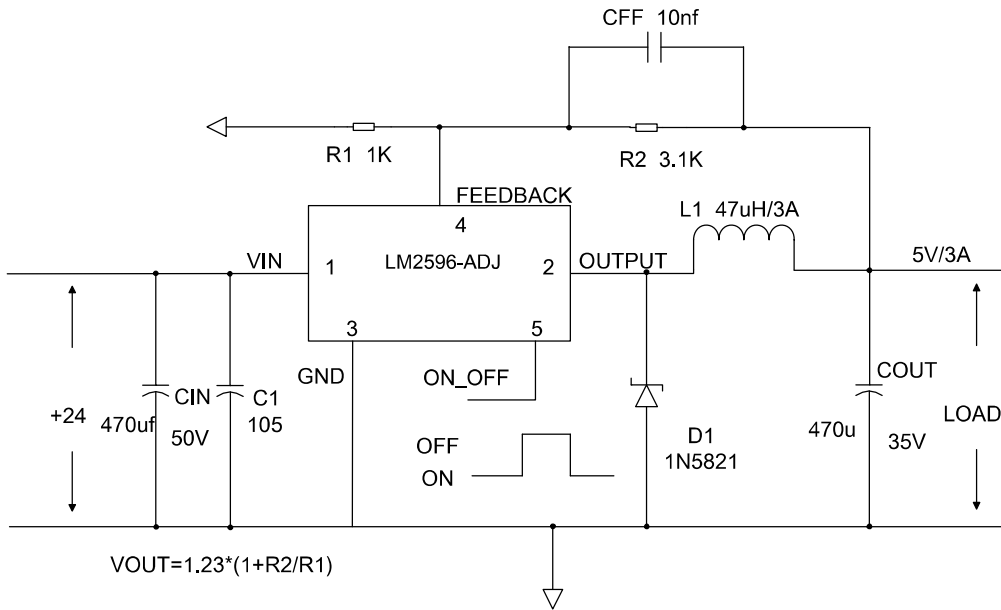 CFF 10nf
R1 1K
R2 3.1K
FEEDBACK
4
L1 47uH/3A
VIN
1
LM2596-ADJ
2
OUTPUT
5V/3A
3
5
GND
ON_OFF
+24
470uf
CIN
50V
C1
105
OFF
ON
D1
1N5821
COUT
470u
35V
LOAD
VOUT=1.23*(1+R2/R1)